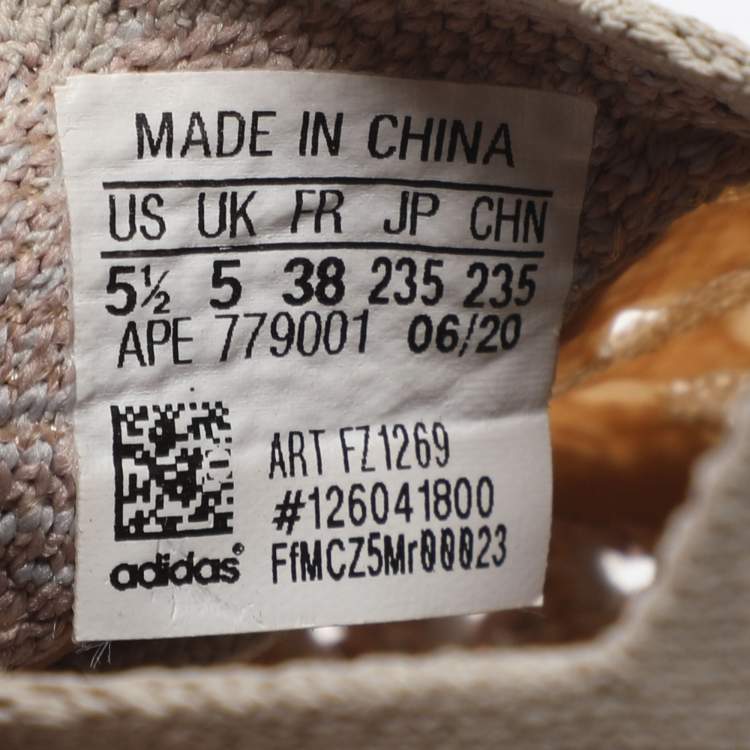 MADE IN CHINA
US UK FR JP CHN
5½ 5 38 235 235
APE 779001 06/20
ART FZ1269
#126041800
FfMCZ5Mr00023
adidas®